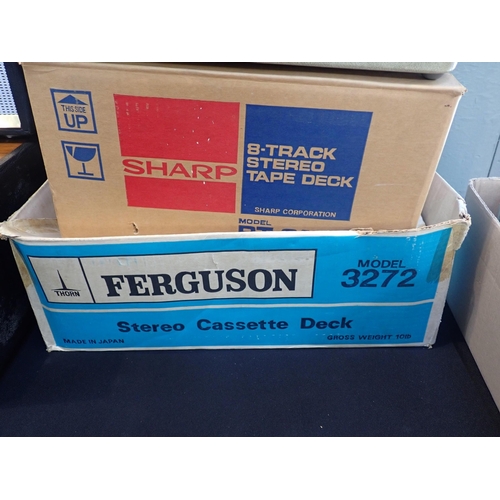 THIS SIDE
UP
SHARP
8-TRACK
STEREO
TAPE DECK
SHARP CORPORATION
MODEL
THORN
FERGUSON
MODEL
3272
Stereo Cassette Deck
MADE IN JAPAN
GROSS WEIGHT 10lb